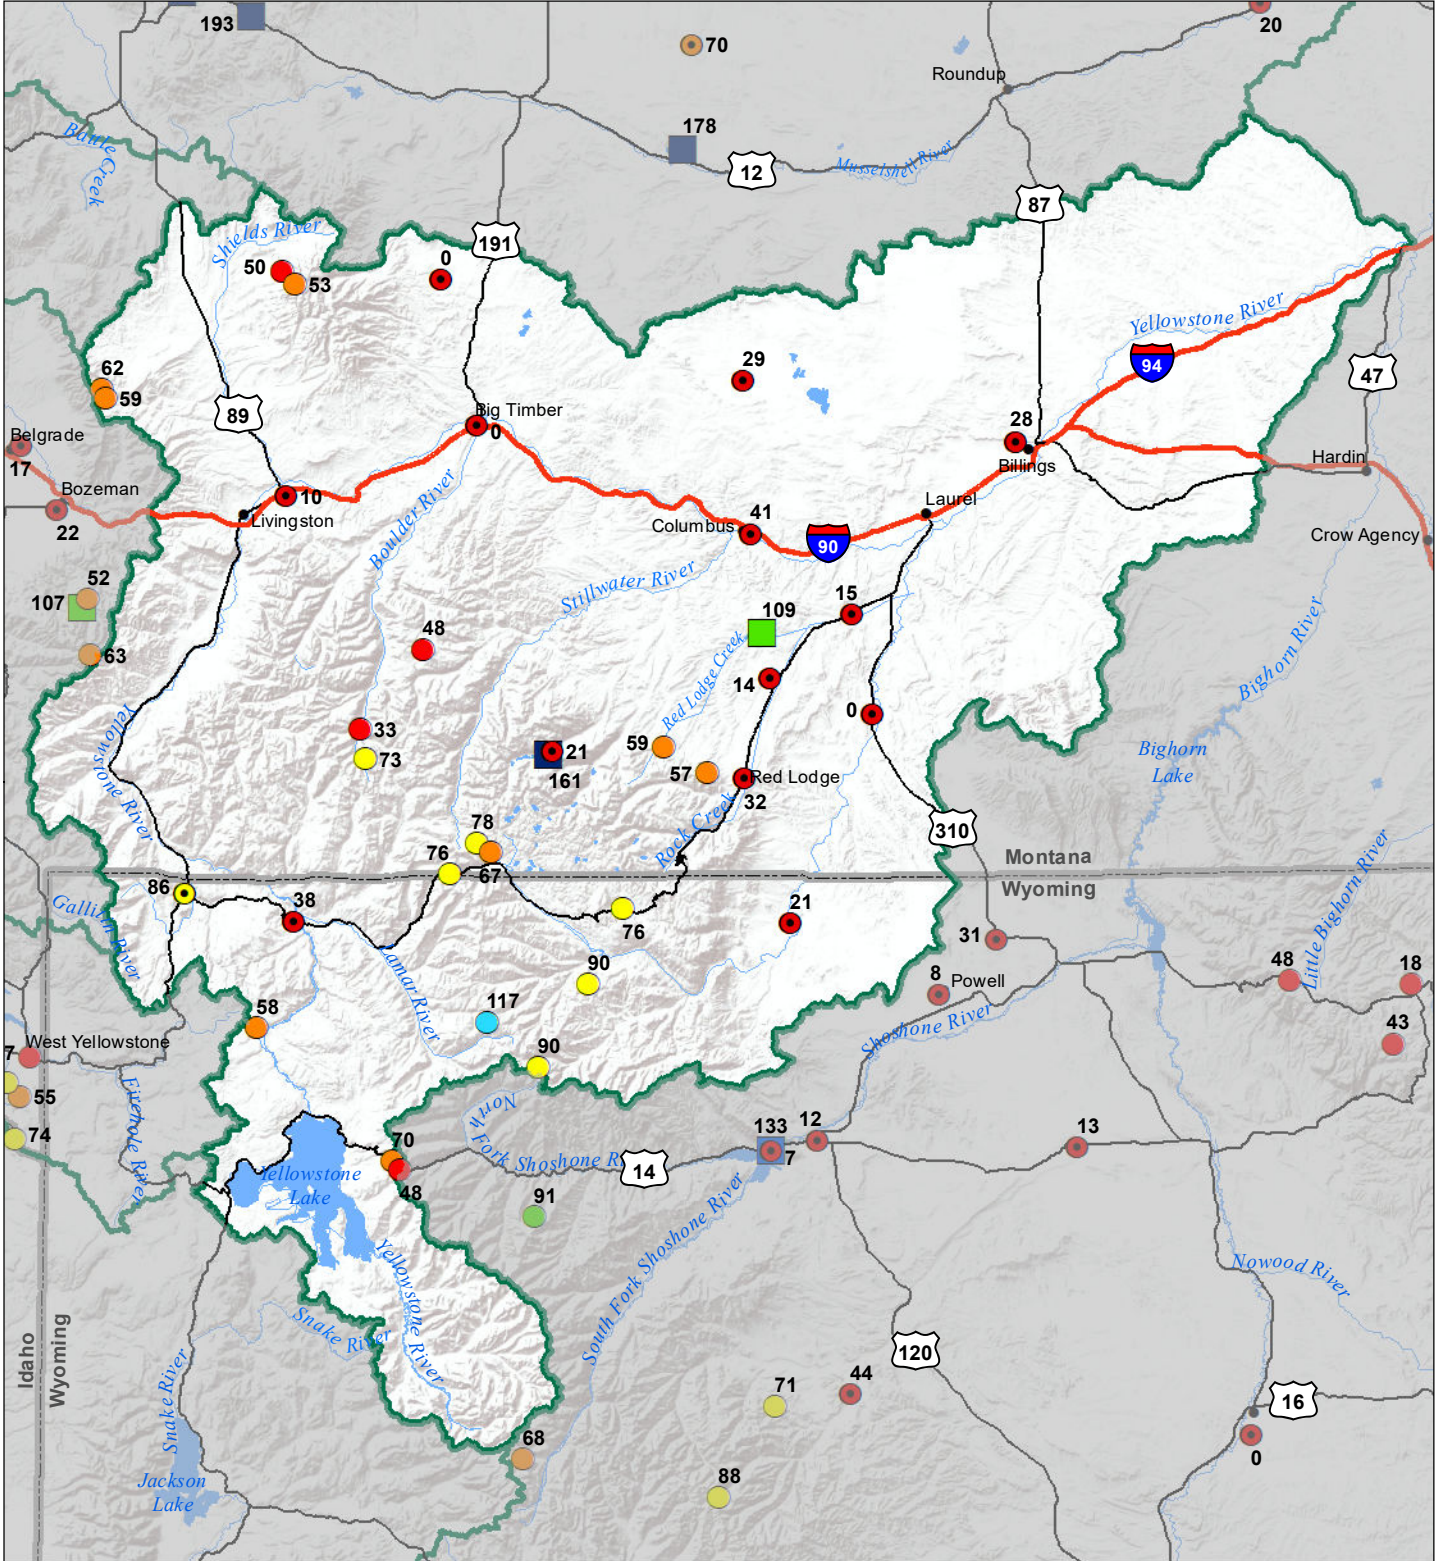 193
70
20
Roundup
178
12
Musselshell River
Battle Creek
87
191
Shields River
50
53
0
Yellowstone River
94
47
62
59
89
29
Big Timber
0
28
Billings
Belgrade
17
Bozeman
22
10
Livingston
Hardin
Laurel
Columbus
41
90
Crow Agency
Boulder River
Stillwater River
52
107
63
48
109
15
Red Lodge Creek
14
0
Bighorn River
Yellowstone River
33
73
21
161
59
57
Red Lodge
32
Rock Creek
Bighorn Lake
310
78
67
76
Montana
Wyoming
86
38
Gallatin River
76
21
31
Little Bighorn River
Lamar River
90
8
Powell
48
18
43
117
58
Shoshone River
West Yellowstone
7
55
74
Firehole River
90
North Fork Shoshone R
70
48
Yellowstone Lake
14
133
7
12
13
91
South Fork Shoshone River
Yellowstone River
Snake River
Nowood River
Idaho
Wyoming
Snake River
120
71
44
16
0
68
88
Jackson Lake